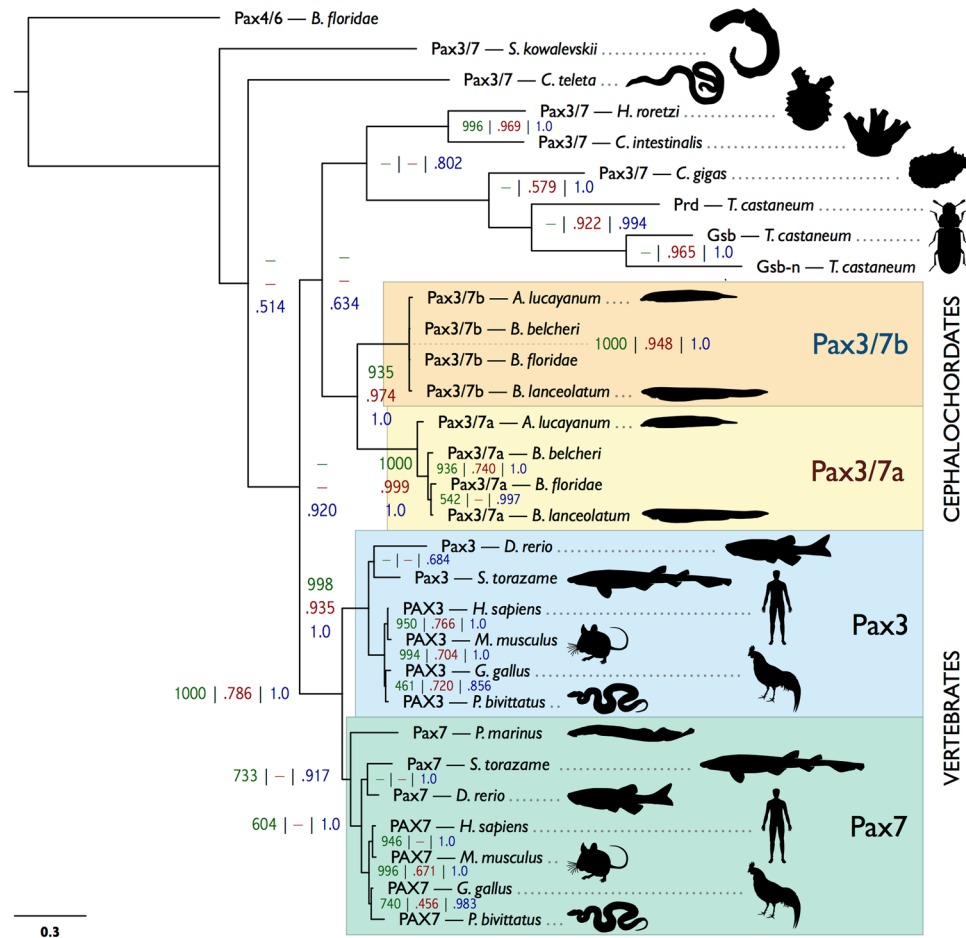 Pax4/6 — B. floridae
Pax3/7 — S. kowalevskii
Pax3/7 — C. teleta
Pax3/7 — H. roretzi
996 | .969 | 1.0
Pax3/7 — C. intestinalis
– | – | .802
Pax3/7 — C. gigas
– | .579 | 1.0
Prd — T. castaneum
– | .922 | .994
Gsb — T. castaneum
– | .965 | 1.0
Gsb-n — T. castaneum
–
–
.514
–
–
.634
Pax3/7b — A. lucayanum
Pax3/7b — B. belcheri
1000 | .948 | 1.0
Pax3/7b
Pax3/7b — B. floridae
Pax3/7b — B. lanceolatum
935
.974
1.0
Pax3/7a — A. lucayanum
Pax3/7a — B. belcheri
936 | .740 | 1.0
Pax3/7a
Pax3/7a — B. floridae
542 | – | .997
Pax3/7a — B. lanceolatum
1000
.999
1.0
CEPHALOCHORDATES
–
–
.920
Pax3 — D. rerio
– | – | .684
Pax3 — S. torazame
998
.935
1.0
PAX3 — H. sapiens
950 | .766 | 1.0
Pax3
PAX3 — M. musculus
994 | .704 | 1.0
PAX3 — G. gallus
461 | .720 | .856
PAX3 — P. bivittatus
1000 | .786 | 1.0
VERTEBRATES
Pax7 — P. marinus
Pax7 — S. torazame
733 | – | .917
– | – | 1.0
Pax7 — D. rerio
604 | – | 1.0
PAX7 — H. sapiens
946 | – | 1.0
Pax7
PAX7 — M. musculus
996 | .671 | 1.0
PAX7 — G. gallus
740 | .456 | .983
PAX7 — P. bivittatus
0.3